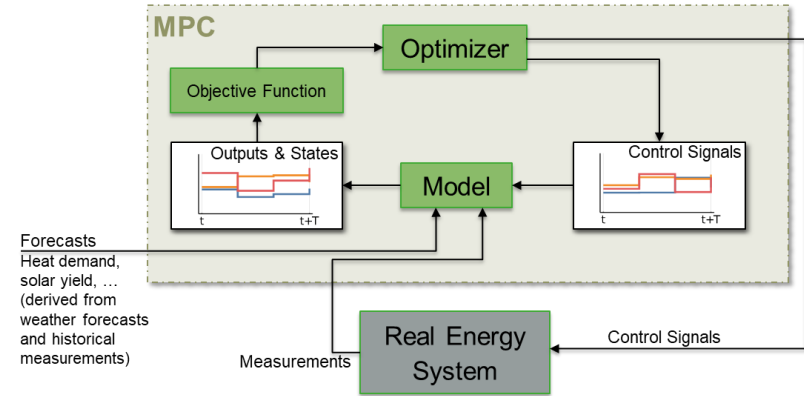 MPC
Optimizer
Objective Function
Outputs & States
t
t+T
Model
Control Signals
t
t+T
Forecasts
Heat demand,
solar yield, …
(derived from
weather forecasts
and historical
measurements)
Measurements
Real Energy
System
Control Signals